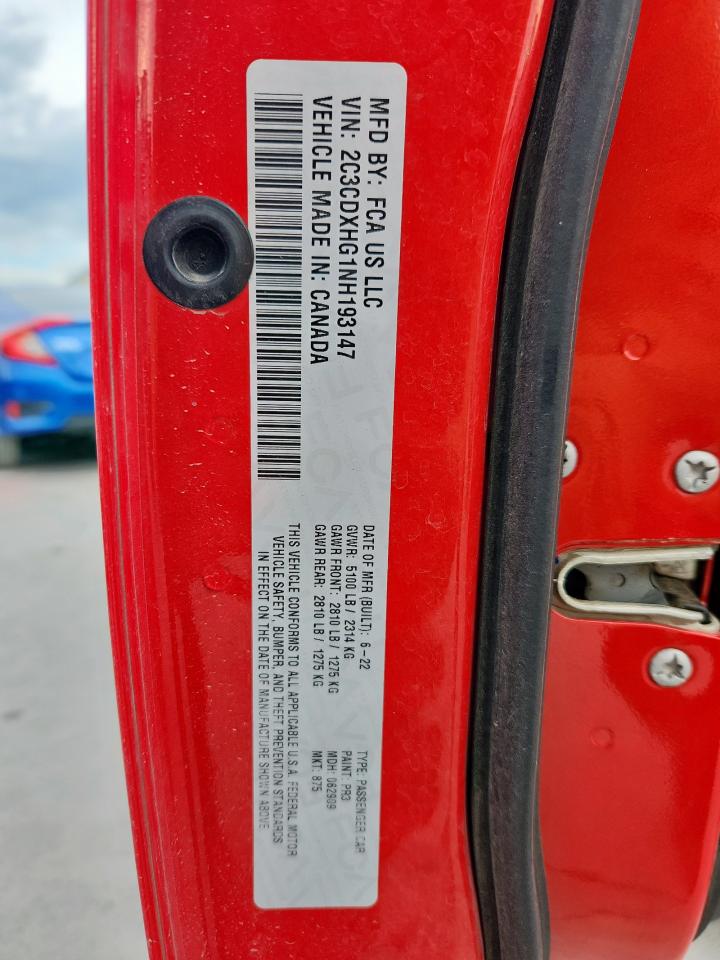 MFD BY: FCA US LLC
VIN: 2C3CDXHG1NH193147
VEHICLE MADE IN: CANADA
DATE OF MFR (BUILT): 6-22
GVWR: 5100 LB / 2314 KG
GAWR FRONT: 2810 LB / 1275 KG
GAWR REAR: 2810 LB / 1275 KG
TYPE: PASSENGER CAR
PAINT: PR3
MDH: 062909
MKT: 875
THIS VEHICLE CONFORMS TO ALL APPLICABLE U.S.A. FEDERAL MOTOR
VEHICLE SAFETY, BUMPER, AND THEFT PREVENTION STANDARDS
IN EFFECT ON THE DATE OF MANUFACTURE SHOWN ABOVE.